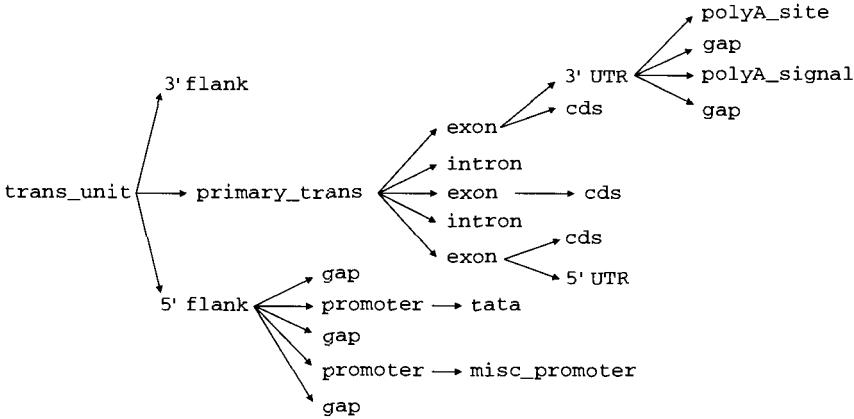 polyA_site
gap
3' flank
3' UTR
polyA_signal
cds
gap
exon
intron
trans_unit
primary_trans
exon
cds
intron
cds
exon
gap
5' UTR
5' flank
promoter
tata
gap
promoter
misc_promoter
gap